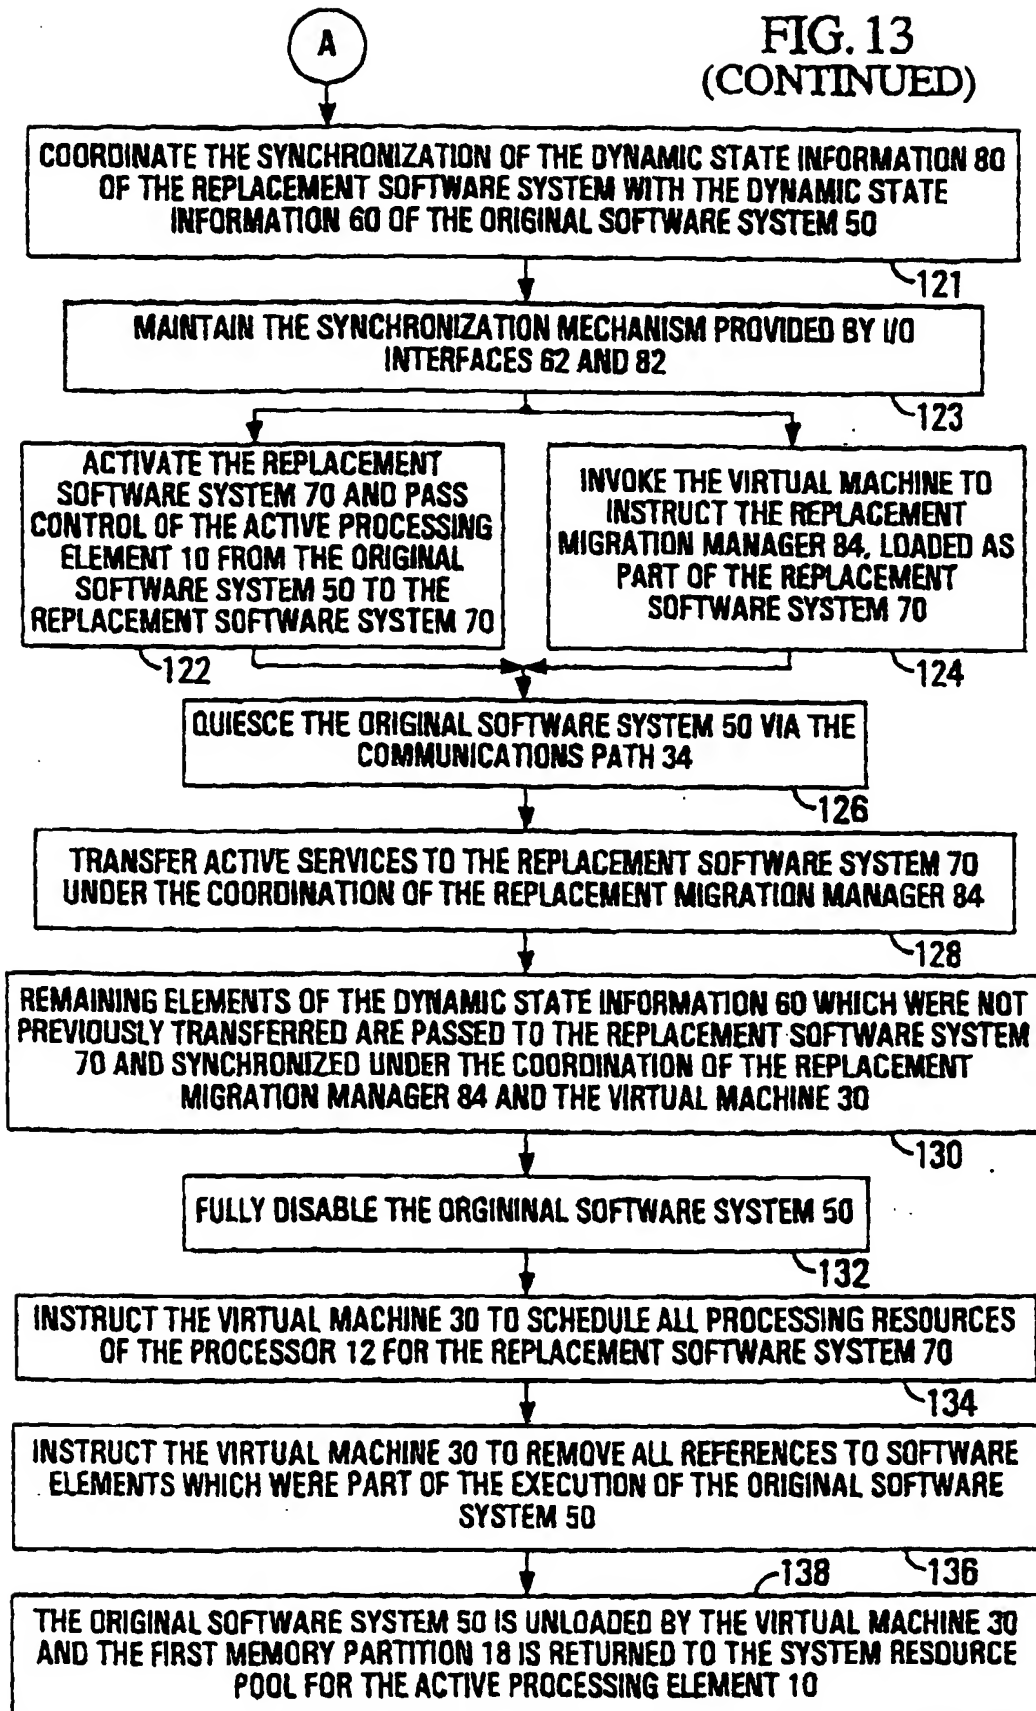 A
FIG. 13
(CONTINUED)
COORDINATE THE SYNCHRONIZATION OF THE DYNAMIC STATE INFORMATION 80
OF THE REPLACEMENT SOFTWARE SYSTEM WITH THE DYNAMIC STATE
INFORMATION 60 OF THE ORIGINAL SOFTWARE SYSTEM 50
121
MAINTAIN THE SYNCHRONIZATION MECHANISM PROVIDED BY I/O
INTERFACES 62 AND 82
123
ACTIVATE THE REPLACEMENT
SOFTWARE SYSTEM 70 AND PASS
CONTROL OF THE ACTIVE PROCESSING
ELEMENT 10 FROM THE ORIGINAL
SOFTWARE SYSTEM 50 TO THE
REPLACEMENT SOFTWARE SYSTEM 70
122
INVOKE THE VIRTUAL MACHINE TO
INSTRUCT THE REPLACEMENT
MIGRATION MANAGER 84, LOADED AS
PART OF THE REPLACEMENT
SOFTWARE SYSTEM 70
124
QUIESCE THE ORIGINAL SOFTWARE SYSTEM 50 VIA THE
COMMUNICATIONS PATH 34
126
TRANSFER ACTIVE SERVICES TO THE REPLACEMENT SOFTWARE SYSTEM 70
UNDER THE COORDINATION OF THE REPLACEMENT MIGRATION MANAGER 84
128
REMAINING ELEMENTS OF THE DYNAMIC STATE INFORMATION 60 WHICH WERE NOT
PREVIOUSLY TRANSFERRED ARE PASSED TO THE REPLACEMENT SOFTWARE SYSTEM
70 AND SYNCHRONIZED UNDER THE COORDINATION OF THE REPLACEMENT
MIGRATION MANAGER 84 AND THE VIRTUAL MACHINE 30
130
FULLY DISABLE THE ORGININAL SOFTWARE SYSTEM 50
132
INSTRUCT THE VIRTUAL MACHINE 30 TO SCHEDULE ALL PROCESSING RESOURCES
OF THE PROCESSOR 12 FOR THE REPLACEMENT SOFTWARE SYSTEM 70
134
INSTRUCT THE VIRTUAL MACHINE 30 TO REMOVE ALL REFERENCES TO SOFTWARE
ELEMENTS WHICH WERE PART OF THE EXECUTION OF THE ORIGINAL SOFTWARE
SYSTEM 50
136
138
THE ORIGINAL SOFTWARE SYSTEM 50 IS UNLOADED BY THE VIRTUAL MACHINE 30
AND THE FIRST MEMORY PARTITION 18 IS RETURNED TO THE SYSTEM RESOURCE
POOL FOR THE ACTIVE PROCESSING ELEMENT 10